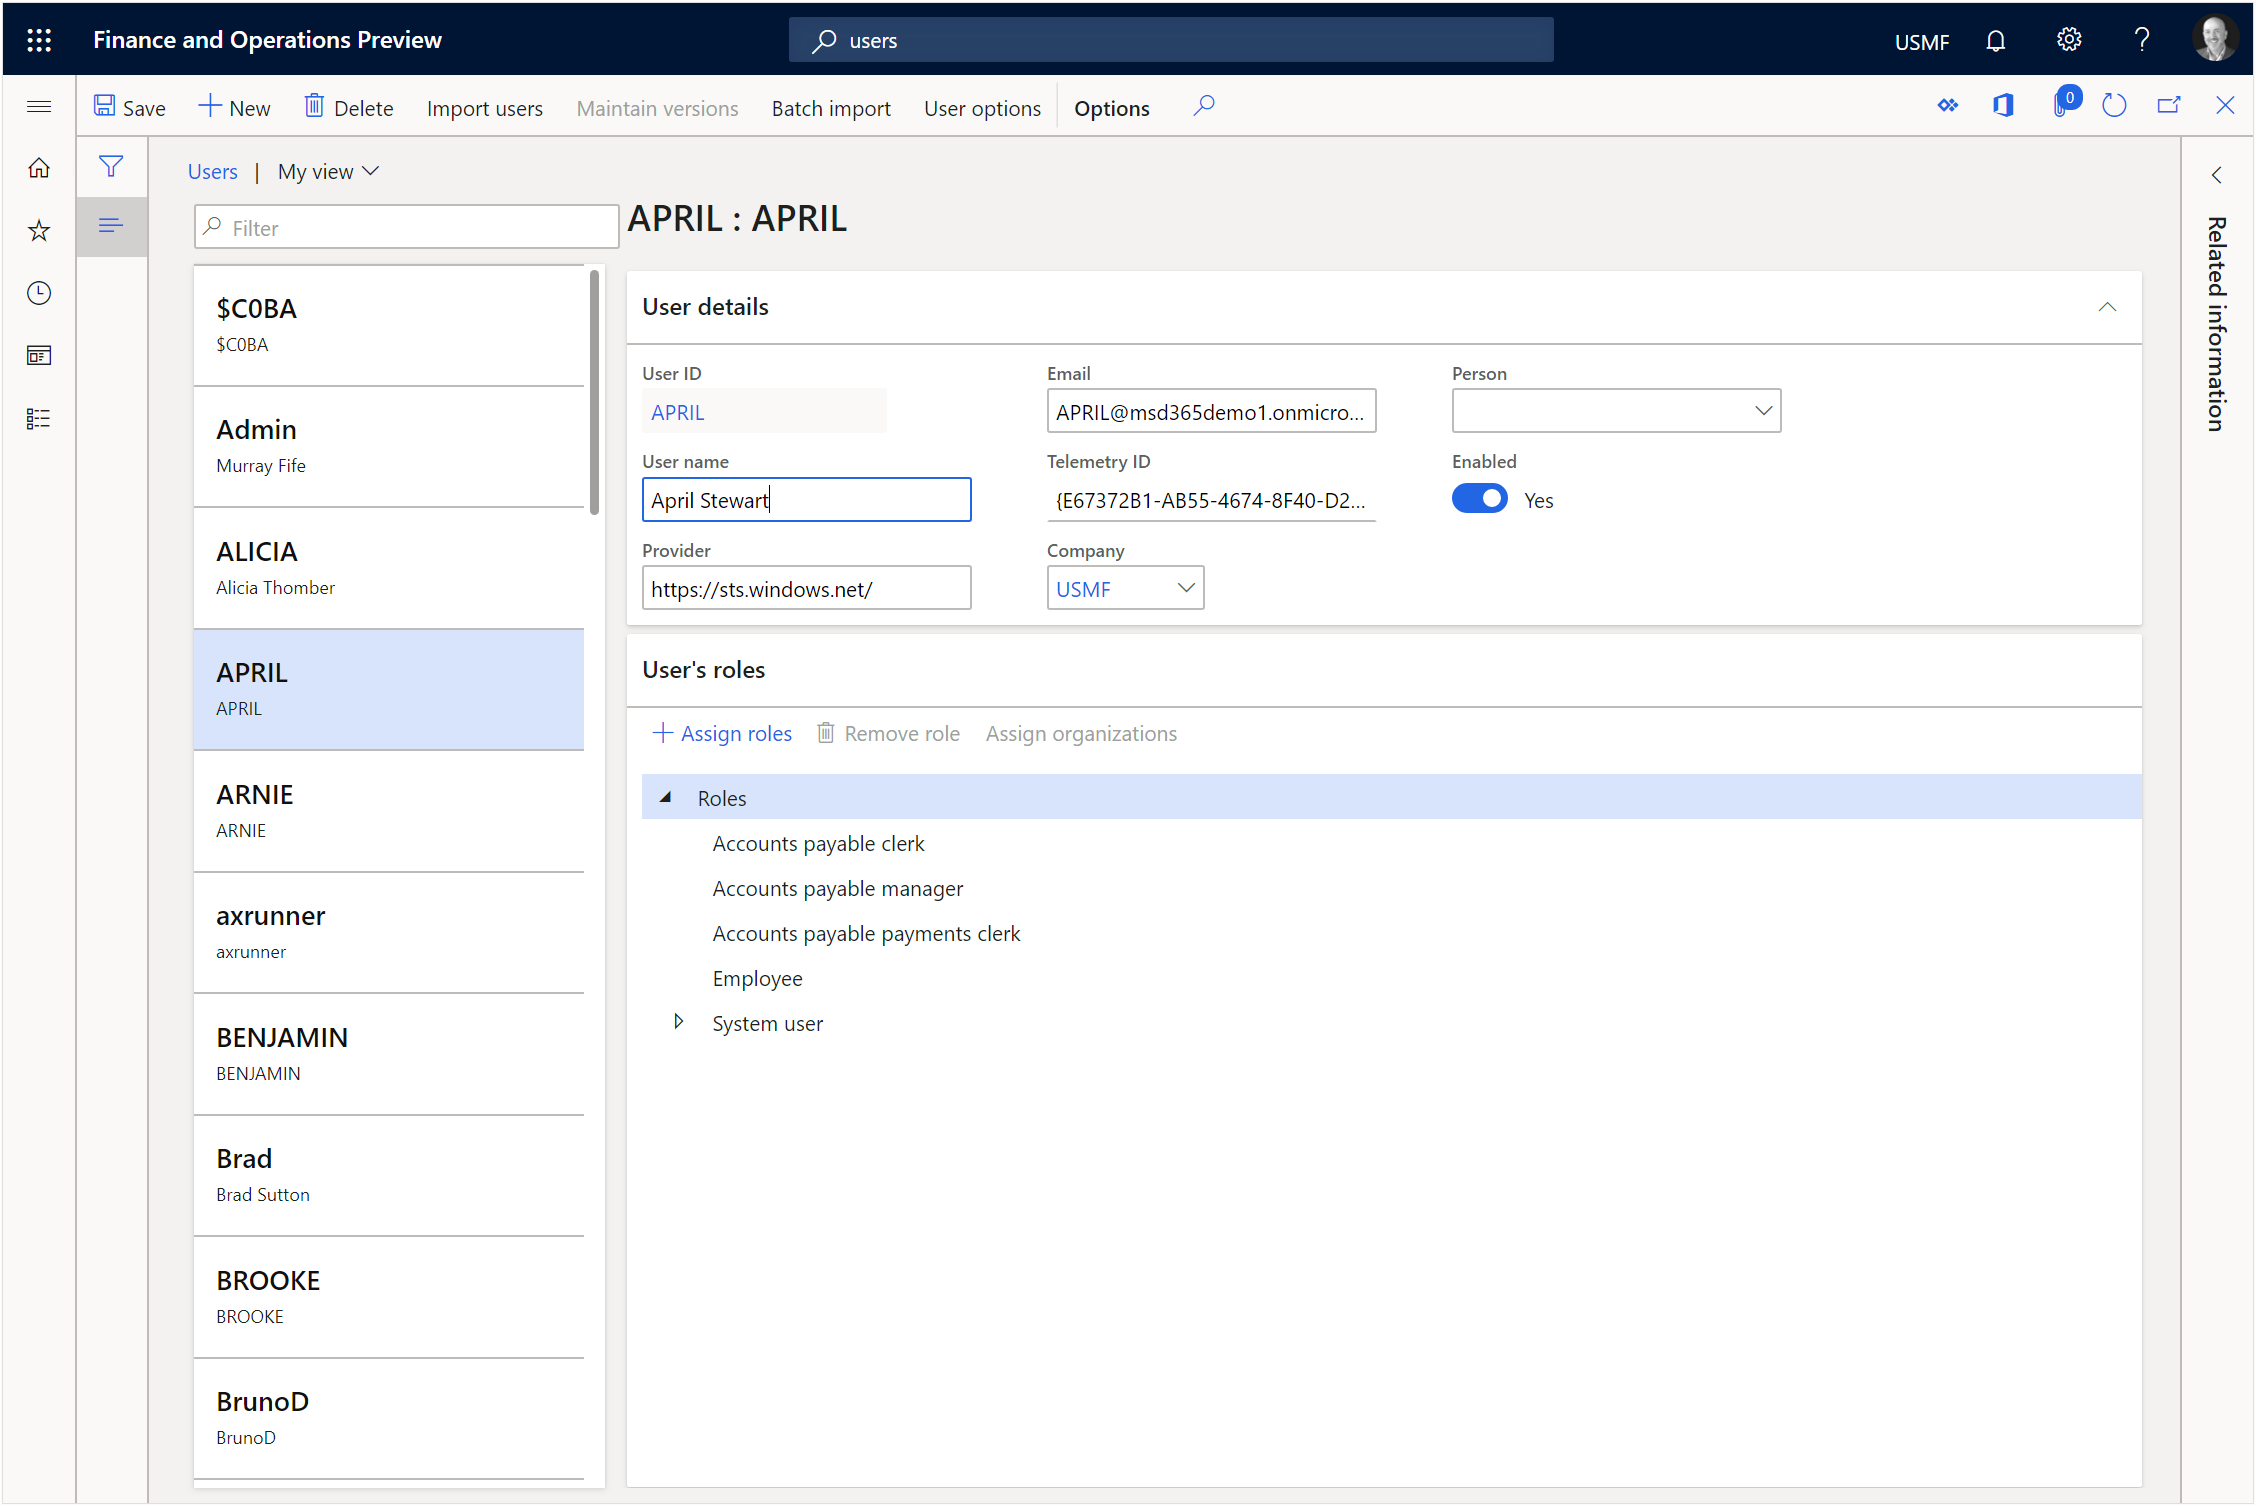 Finance and Operations Preview
users
USMF
?
Save
New
Delete
Import users
Maintain versions
Batch import
User options
Options
0
Users | My view
Filter
$C0BA
$C0BA
Admin
Murray Fife
ALICIA
Alicia Thomber
APRIL
APRIL
ARNIE
ARNIE
axrunner
axrunner
BENJAMIN
BENJAMIN
Brad
Brad Sutton
BROOKE
BROOKE
BrunoD
BrunoD
APRIL : APRIL
User details
User ID
APRIL
Email
APRIL@msd365demo1.onmicro...
Person
User name
April Stewart
Telemetry ID
{E67372B1-AB55-4674-8F40-D2...
Enabled
Yes
Provider
https://sts.windows.net/
Company
USMF
User's roles
Assign roles
Remove role
Assign organizations
Roles
Accounts payable clerk
Accounts payable manager
Accounts payable payments clerk
Employee
System user
Related information